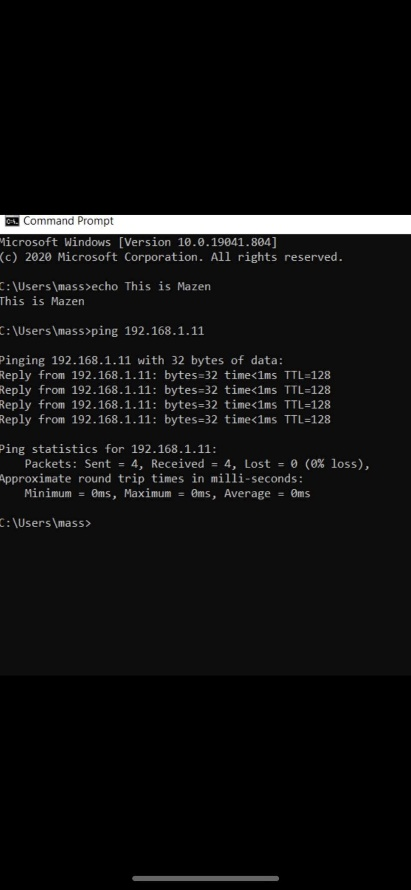 Command Prompt
Microsoft Windows [Version 10.0.19041.804]
(c) 2020 Microsoft Corporation. All rights reserved.
C:\Users\mass>echo This is Mazen
This is Mazen
C:\Users\mass>ping 192.168.1.11
Pinging 192.168.1.11 with 32 bytes of data:
Reply from 192.168.1.11: bytes=32 time<1ms TTL=128
Reply from 192.168.1.11: bytes=32 time<1ms TTL=128
Reply from 192.168.1.11: bytes=32 time<1ms TTL=128
Reply from 192.168.1.11: bytes=32 time<1ms TTL=128
Ping statistics for 192.168.1.11:
    Packets: Sent = 4, Received = 4, Lost = 0 (0% loss),
Approximate round trip times in milli-seconds:
    Minimum = 0ms, Maximum = 0ms, Average = 0ms
C:\Users\mass>